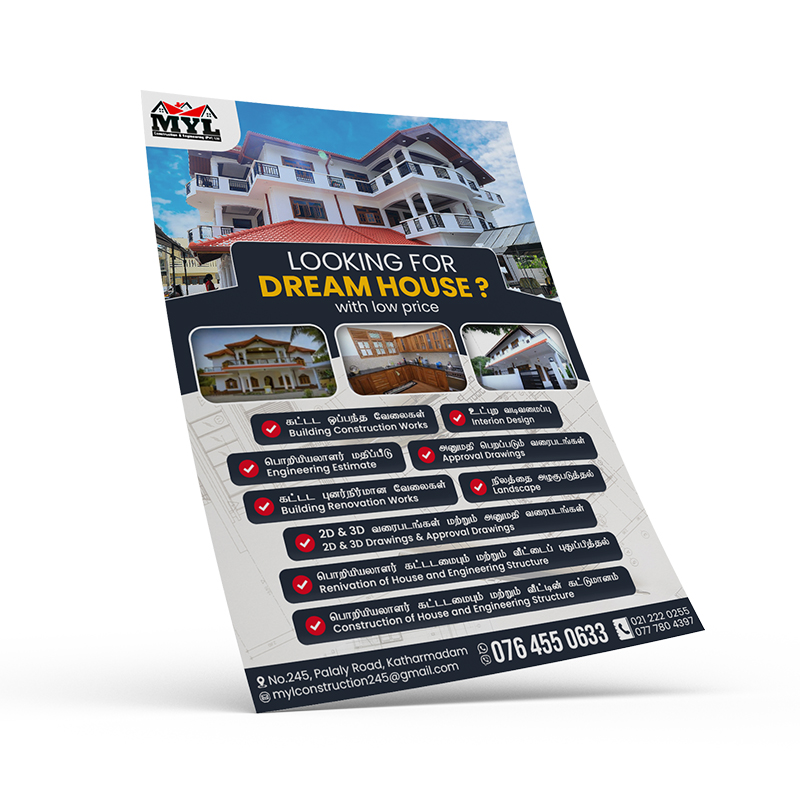 MYL
Construction & Engineering (Pvt) Ltd
LOOKING FOR
DREAM HOUSE ?
with low price
கட்டட ஒப்பந்த வேலைகள்
Building Construction Works
உட்புற வடிவமைப்பு
Interion Design
பொறியியலாளர் மதிப்பீடு
Engineering Estimate
அனுமதி பெறப்படும் வரைபடங்கள்
Approval Drawings
கட்டட புனர்நிர்மான வேலைகள்
Building Renovation Works
நிலத்தை அழகுபடுத்தல்
Landscape
2D & 3D வரைபடங்கள் மற்றும் அனுமதி வரைபடங்கள்
2D & 3D Drawings & Approval Drawings
பொறியியலாளர் கட்டடமைபும் மற்றும் வீட்டைப் புதுப்பித்தல்
Renivation of House and Engineering Structure
பொறியியலாளர் கட்டடமைபும் மற்றும் வீட்டின் கட்டுமானம்
Construction of House and Engineering Structure
No.245, Palaly Road, Katharmadam
mylconstruction245@gmail.com
076 455 0633
021 222 0255
077 780 4397